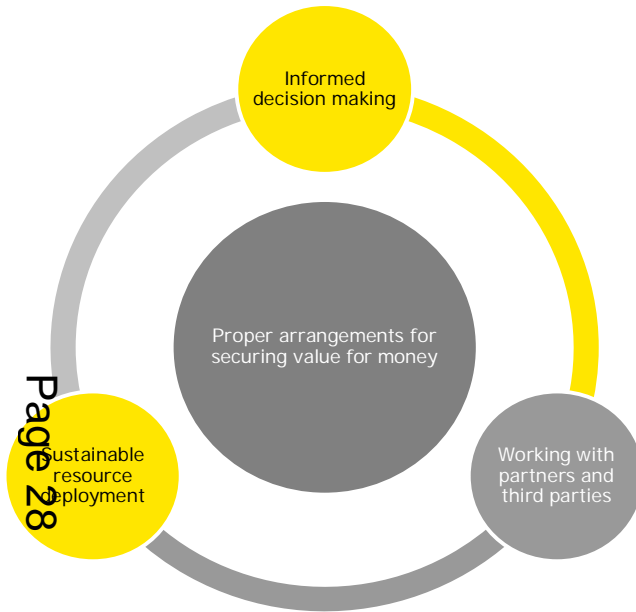 Informed
decision making
Proper arrangements for
securing value for money
Sustainable
resource
deployment
Working with
partners and
third parties
Page 28